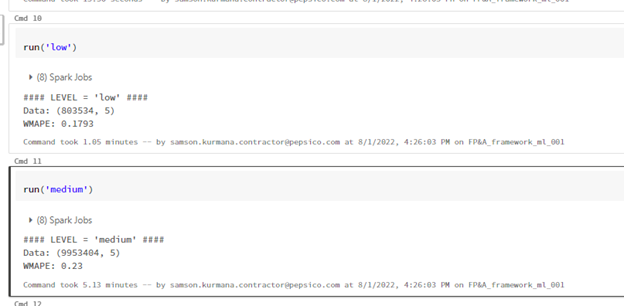 Command took 15.50 seconds -- by samson.kurmana.contractor@pepsico.com at 8/1/2022, 4:26:03 PM on FP&A_framework_ml_001
Cmd 10
run('low')
(8) Spark Jobs
#### LEVEL = 'low' ####
Data: (803534, 5)
WMAPE: 0.1793
Command took 1.05 minutes -- by samson.kurmana.contractor@pepsico.com at 8/1/2022, 4:26:03 PM on FP&A_framework_ml_001
Cmd 11
run('medium')
(8) Spark Jobs
#### LEVEL = 'medium' ####
Data: (9953404, 5)
WMAPE: 0.23
Command took 5.13 minutes -- by samson.kurmana.contractor@pepsico.com at 8/1/2022, 4:26:03 PM on FP&A_framework_ml_001
Cmd 12